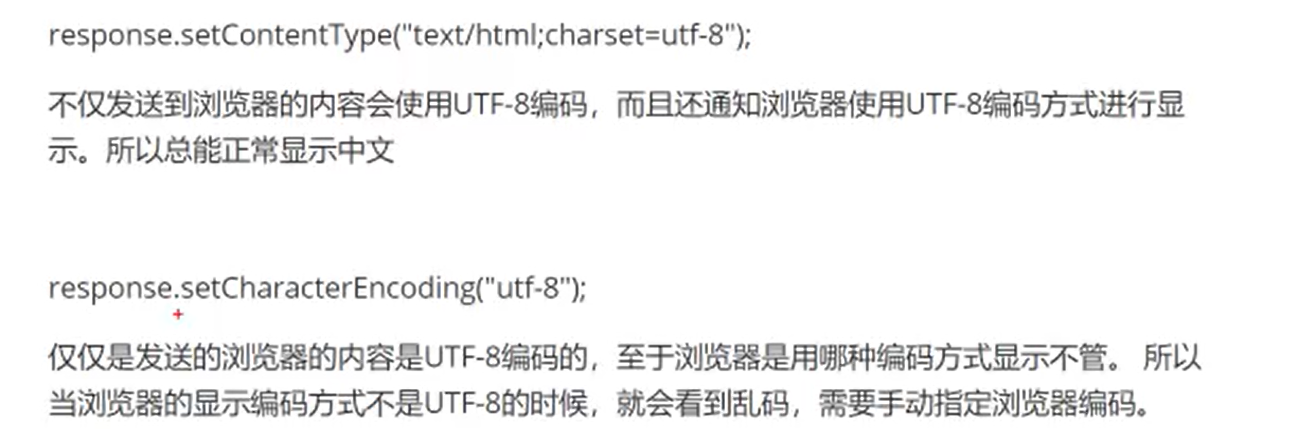 response.setContentType("text/html;charset=utf-8");
不仅发送到浏览器的内容会使用UTF-8编码，而且还通知浏览器使用UTF-8编码方式进行显
示。所以总能正常显示中文
response.setCharacterEncoding("utf-8");
仅仅是发送的浏览器的内容是UTF-8编码的，至于浏览器是用哪种编码方式显示不管。 所以
当浏览器的显示编码方式不是UTF-8的时候，就会看到乱码，需要手动指定浏览器编码。